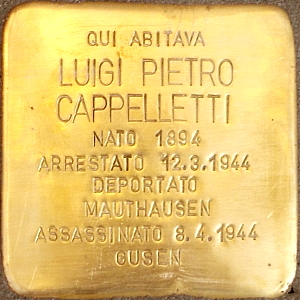 QUI ABITAVA
LUIGI PIETRO
CAPPELLETTI
NATO 1894
ARRESTATO 12.3.1944
DEPORTATO
MAUTHAUSEN
ASSASSINATO 8.4.1944
GUSEN